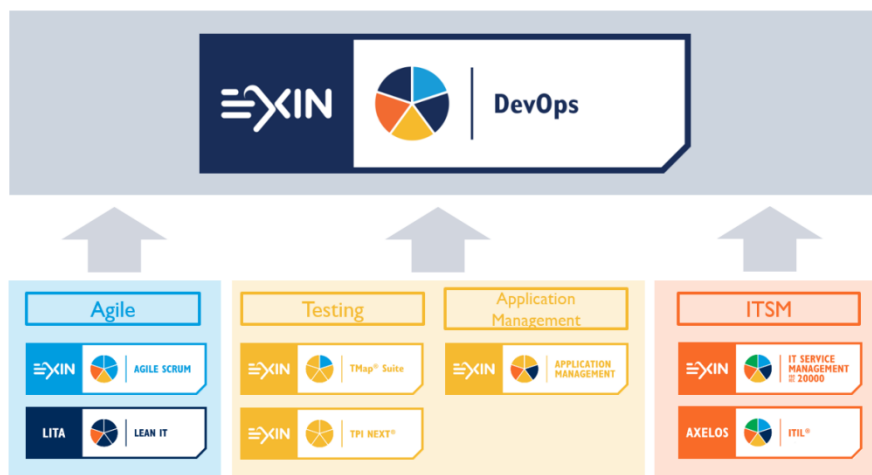 EXIN
DevOps
Agile
Testing
Application
Management
ITSM
EXIN
AGILE SCRUM
EXIN
TMap® Suite
EXIN
APPLICATION
MANAGEMENT
EXIN
IT SERVICE
MANAGEMENT
20000
LITA
LEAN IT
EXIN
TPI NEXT®
AXELOS
ITIL®